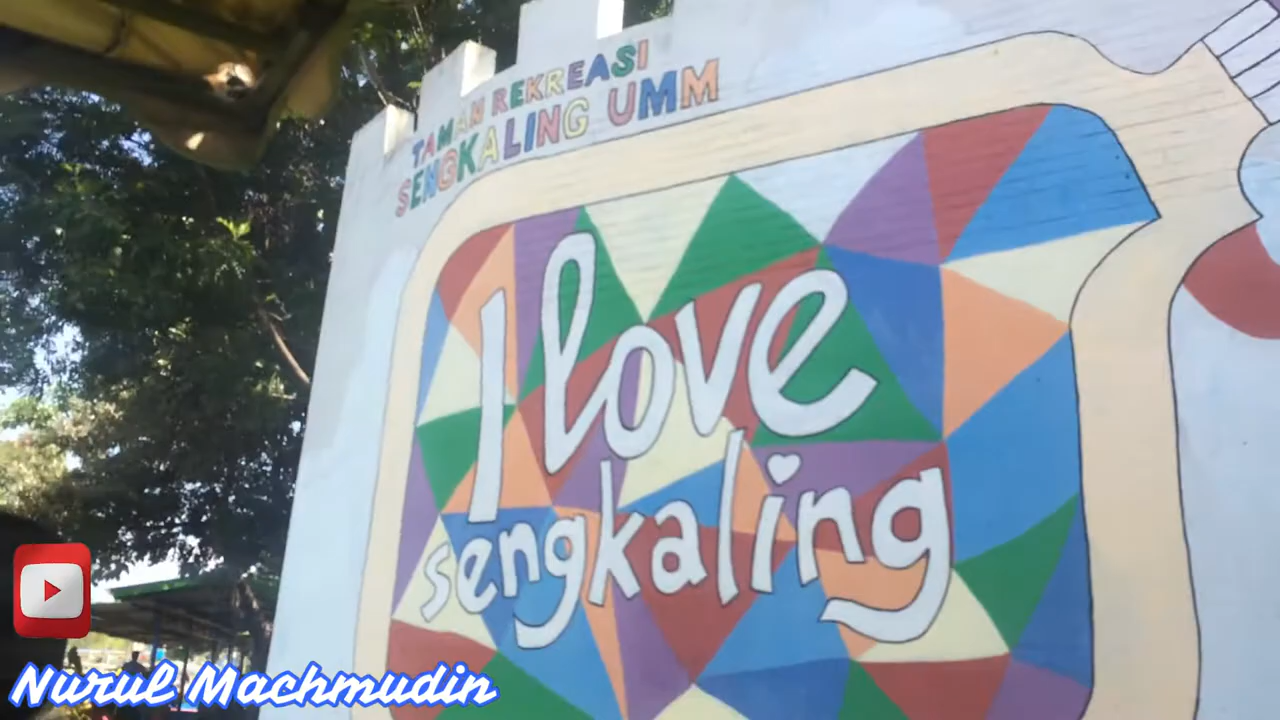 TAMAN REKREASI
SENGKALING UMM
I love
sengkaling
Nurul Machmudin